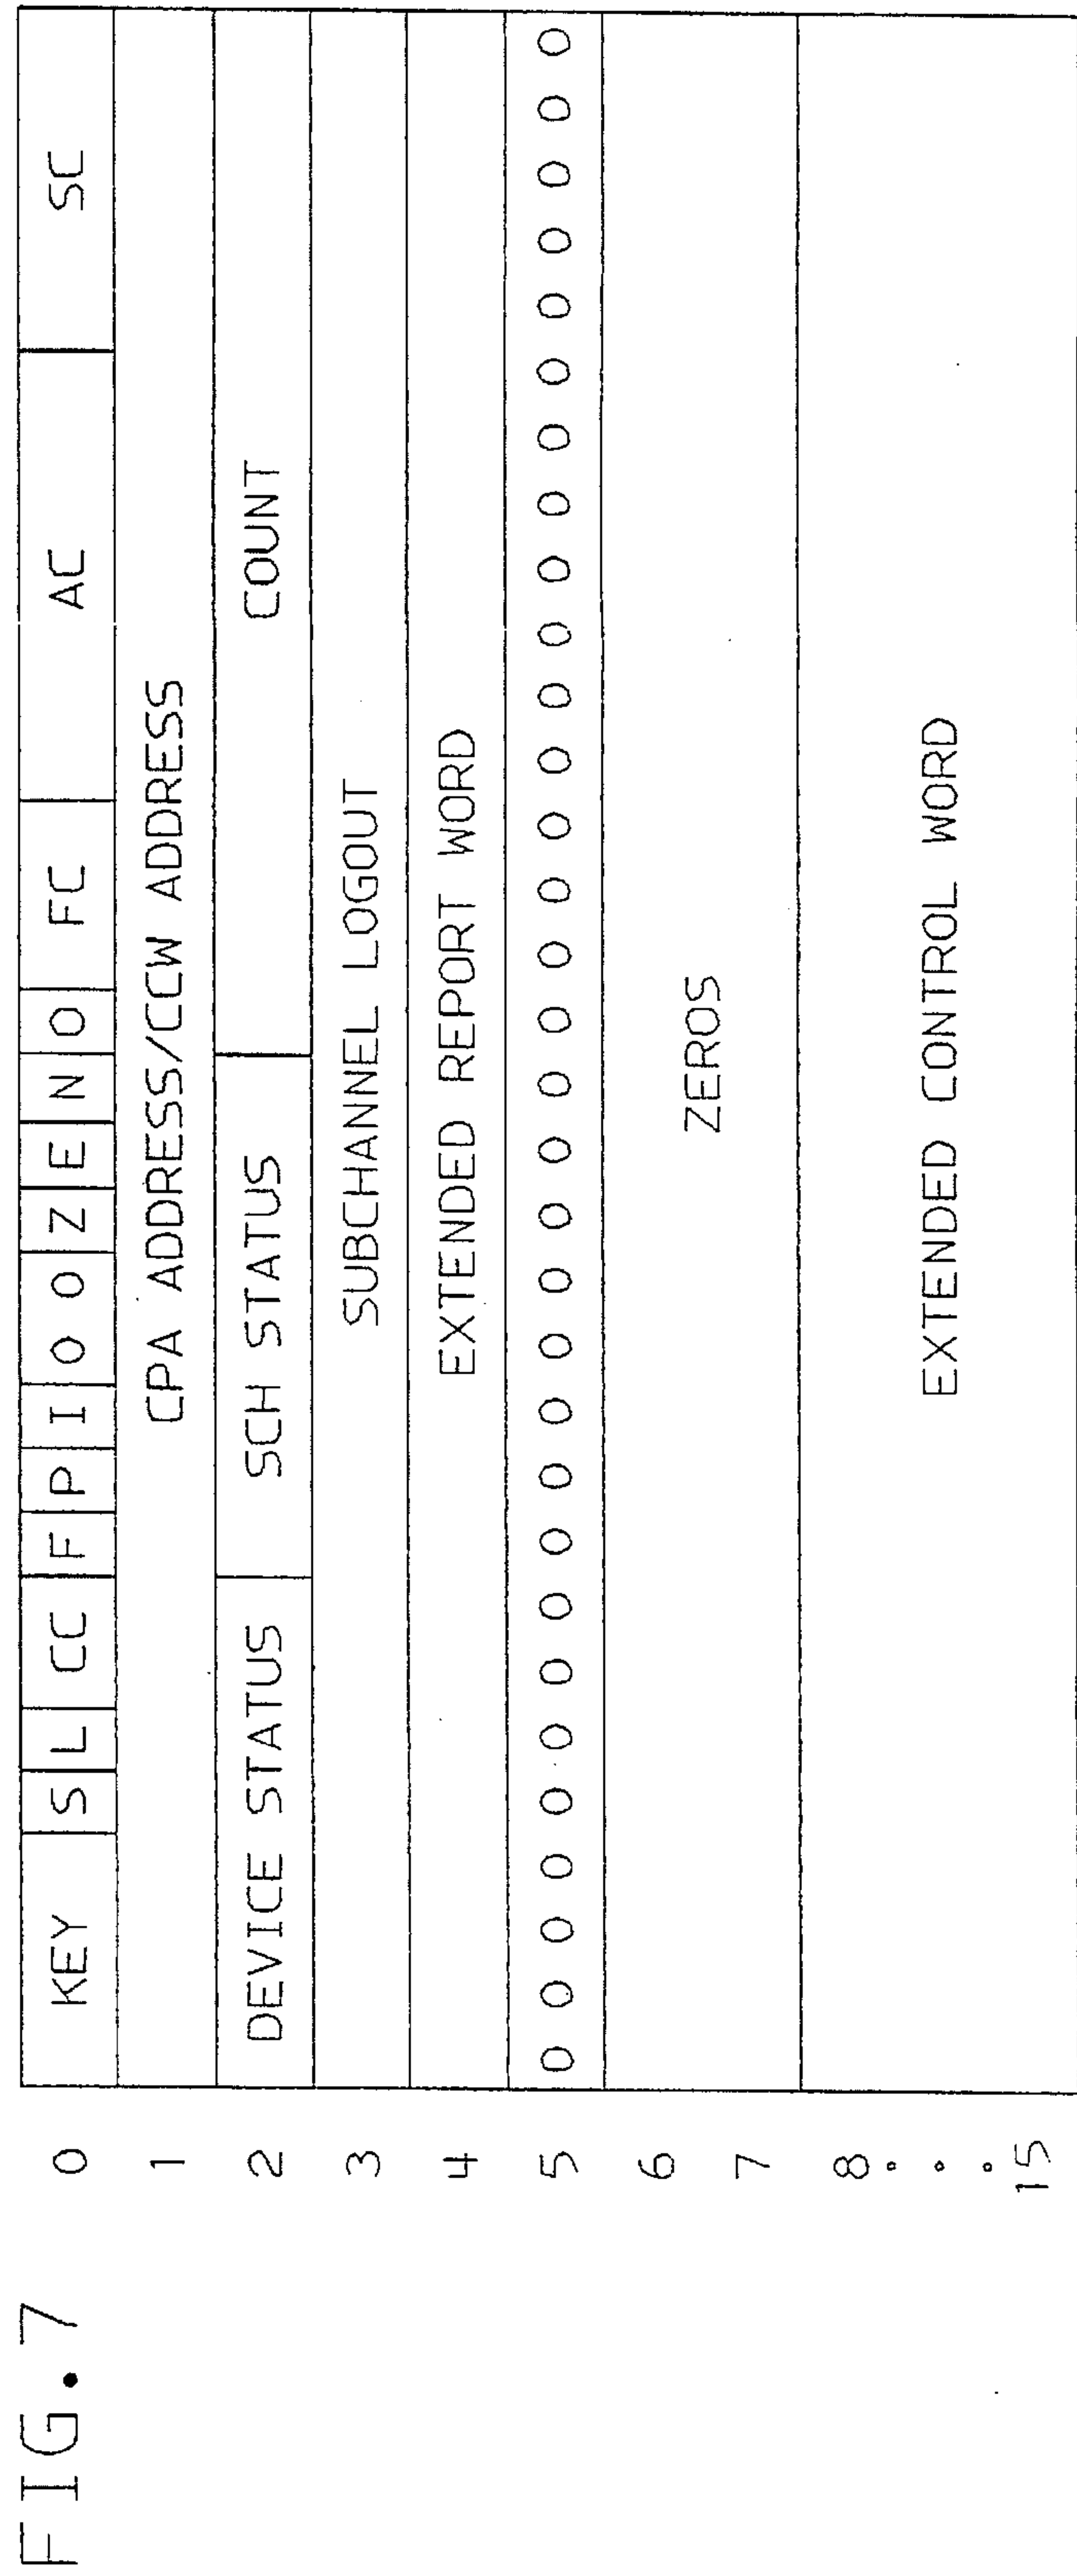 FIG.7
0 KEY S L CC F P I 0 0 Z E N 0 FC AC SC
1 CPA ADDRESS/CCW ADDRESS
2 DEVICE STATUS SCH STATUS COUNT
3 SUBCHANNEL LOGOUT
4 EXTENDED REPORT WORD
5 0 0 0 0 0 0 0 0 0 0 0 0 0 0 0 0 0 0 0 0 0 0 0 0 0 0 0 0 0 0 0 0
6
ZEROS
7
8
...
EXTENDED CONTROL WORD
15